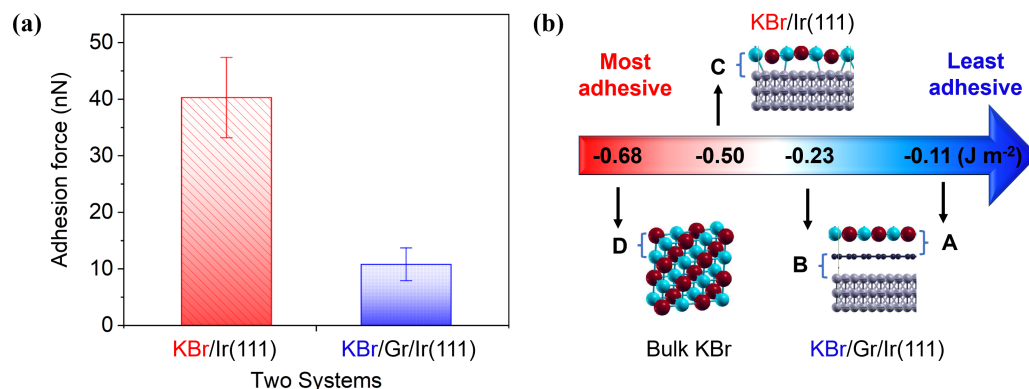 (a)
Adhesion force (nN)
50
40
30
20
10
0
KBr/Ir(111)
KBr/Gr/Ir(111)
Two Systems
(b)
KBr/Ir(111)
Most
adhesive
C
Least
adhesive
-0.68
-0.50
-0.23
-0.11 (J m⁻²)
D
B
A
Bulk KBr
KBr/Gr/Ir(111)